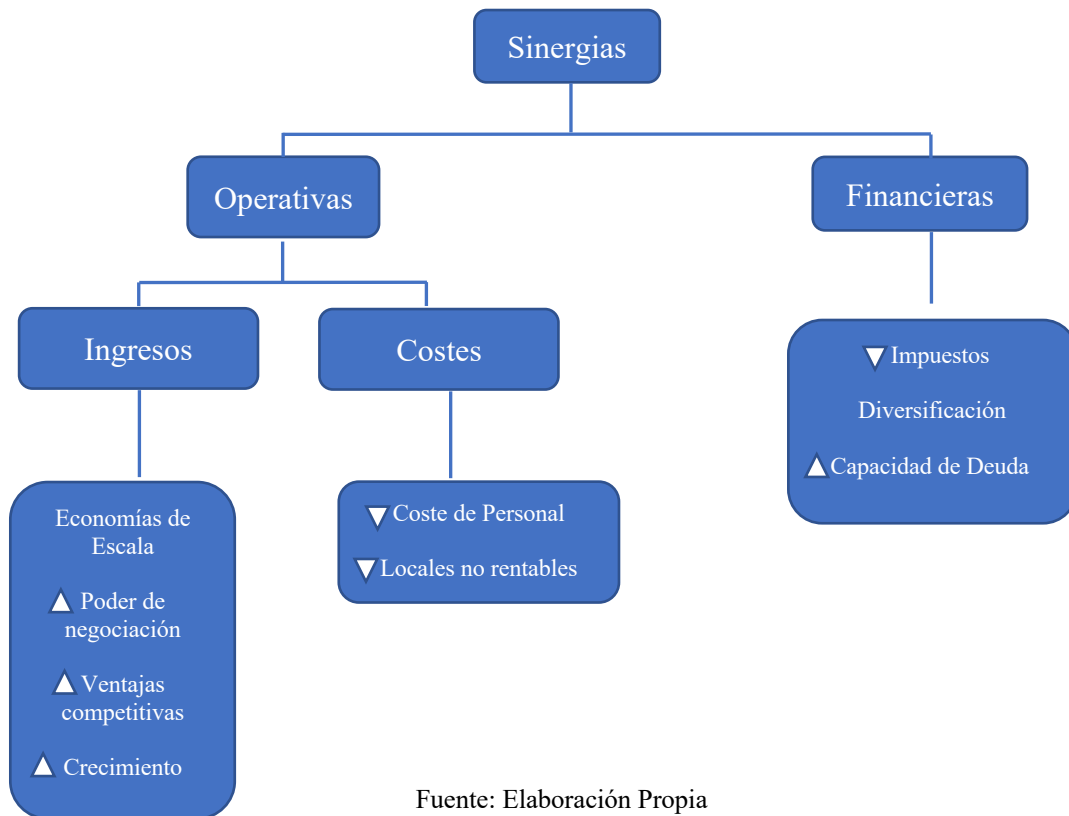 Sinergias
Operativas
Financieras
Ingresos
Costes
Economías de
Escala
Poder de
negociación
Ventajas
competitivas
Crecimiento
Coste de Personal
Locales no rentables
Impuestos
Diversificación
Capacidad de Deuda
Fuente: Elaboración Propia